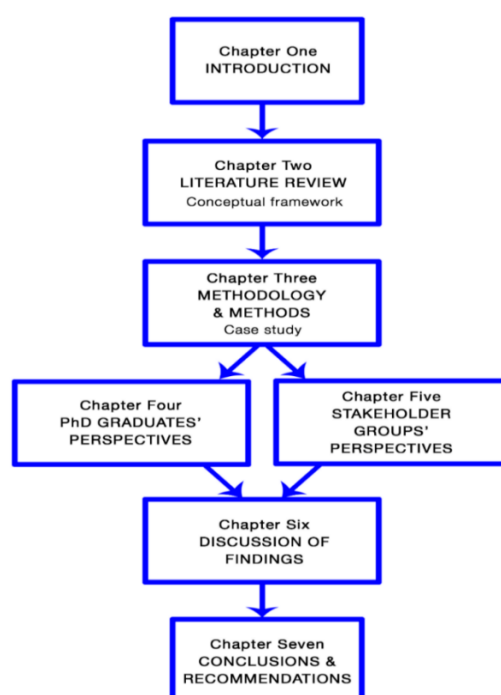 Chapter One
INTRODUCTION
Chapter Two
LITERATURE REVIEW
Conceptual framework
Chapter Three
METHODOLOGY
& METHODS
Case study
Chapter Four
PhD GRADUATES'
PERSPECTIVES
Chapter Five
STAKEHOLDER
GROUPS'
PERSPECTIVES
Chapter Six
DISCUSSION OF
FINDINGS
Chapter Seven
CONCLUSIONS &
RECOMMENDATIONS